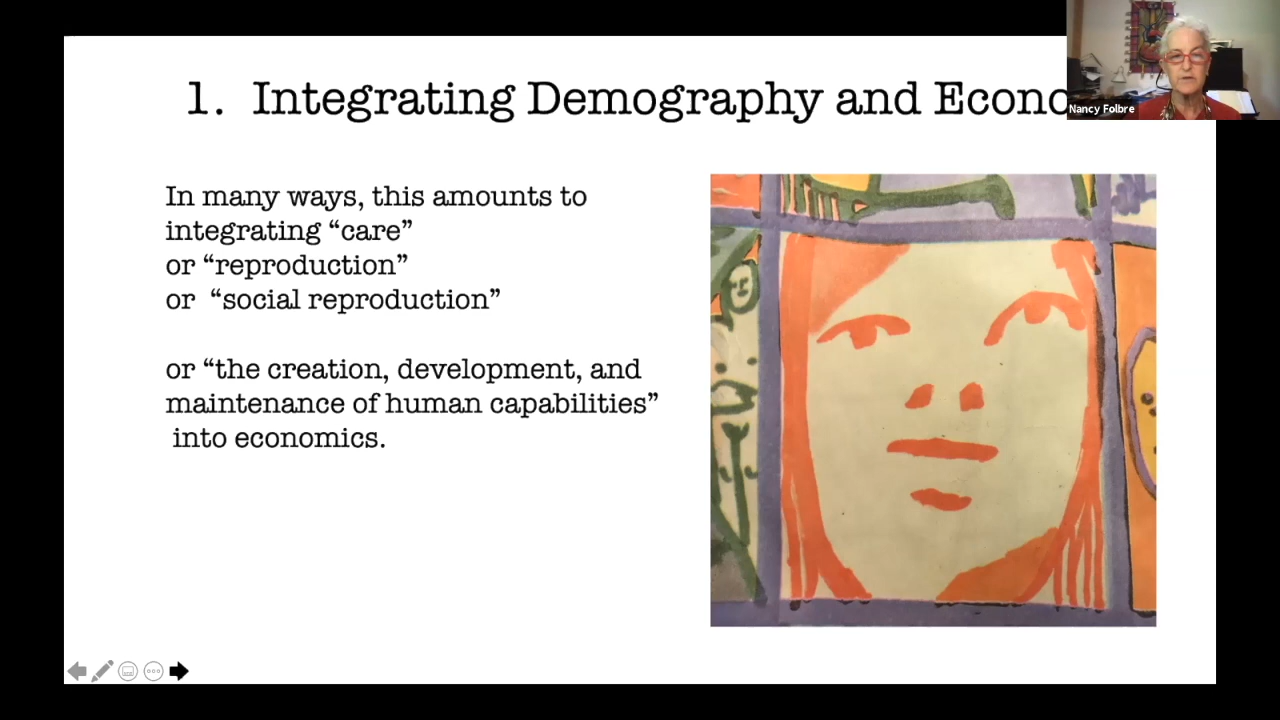 1. Integrating Demography and Econo
Nancy Folbre
In many ways, this amounts to
integrating “care”
or “reproduction”
or “social reproduction”
or “the creation, development, and
maintenance of human capabilities”
into economics.